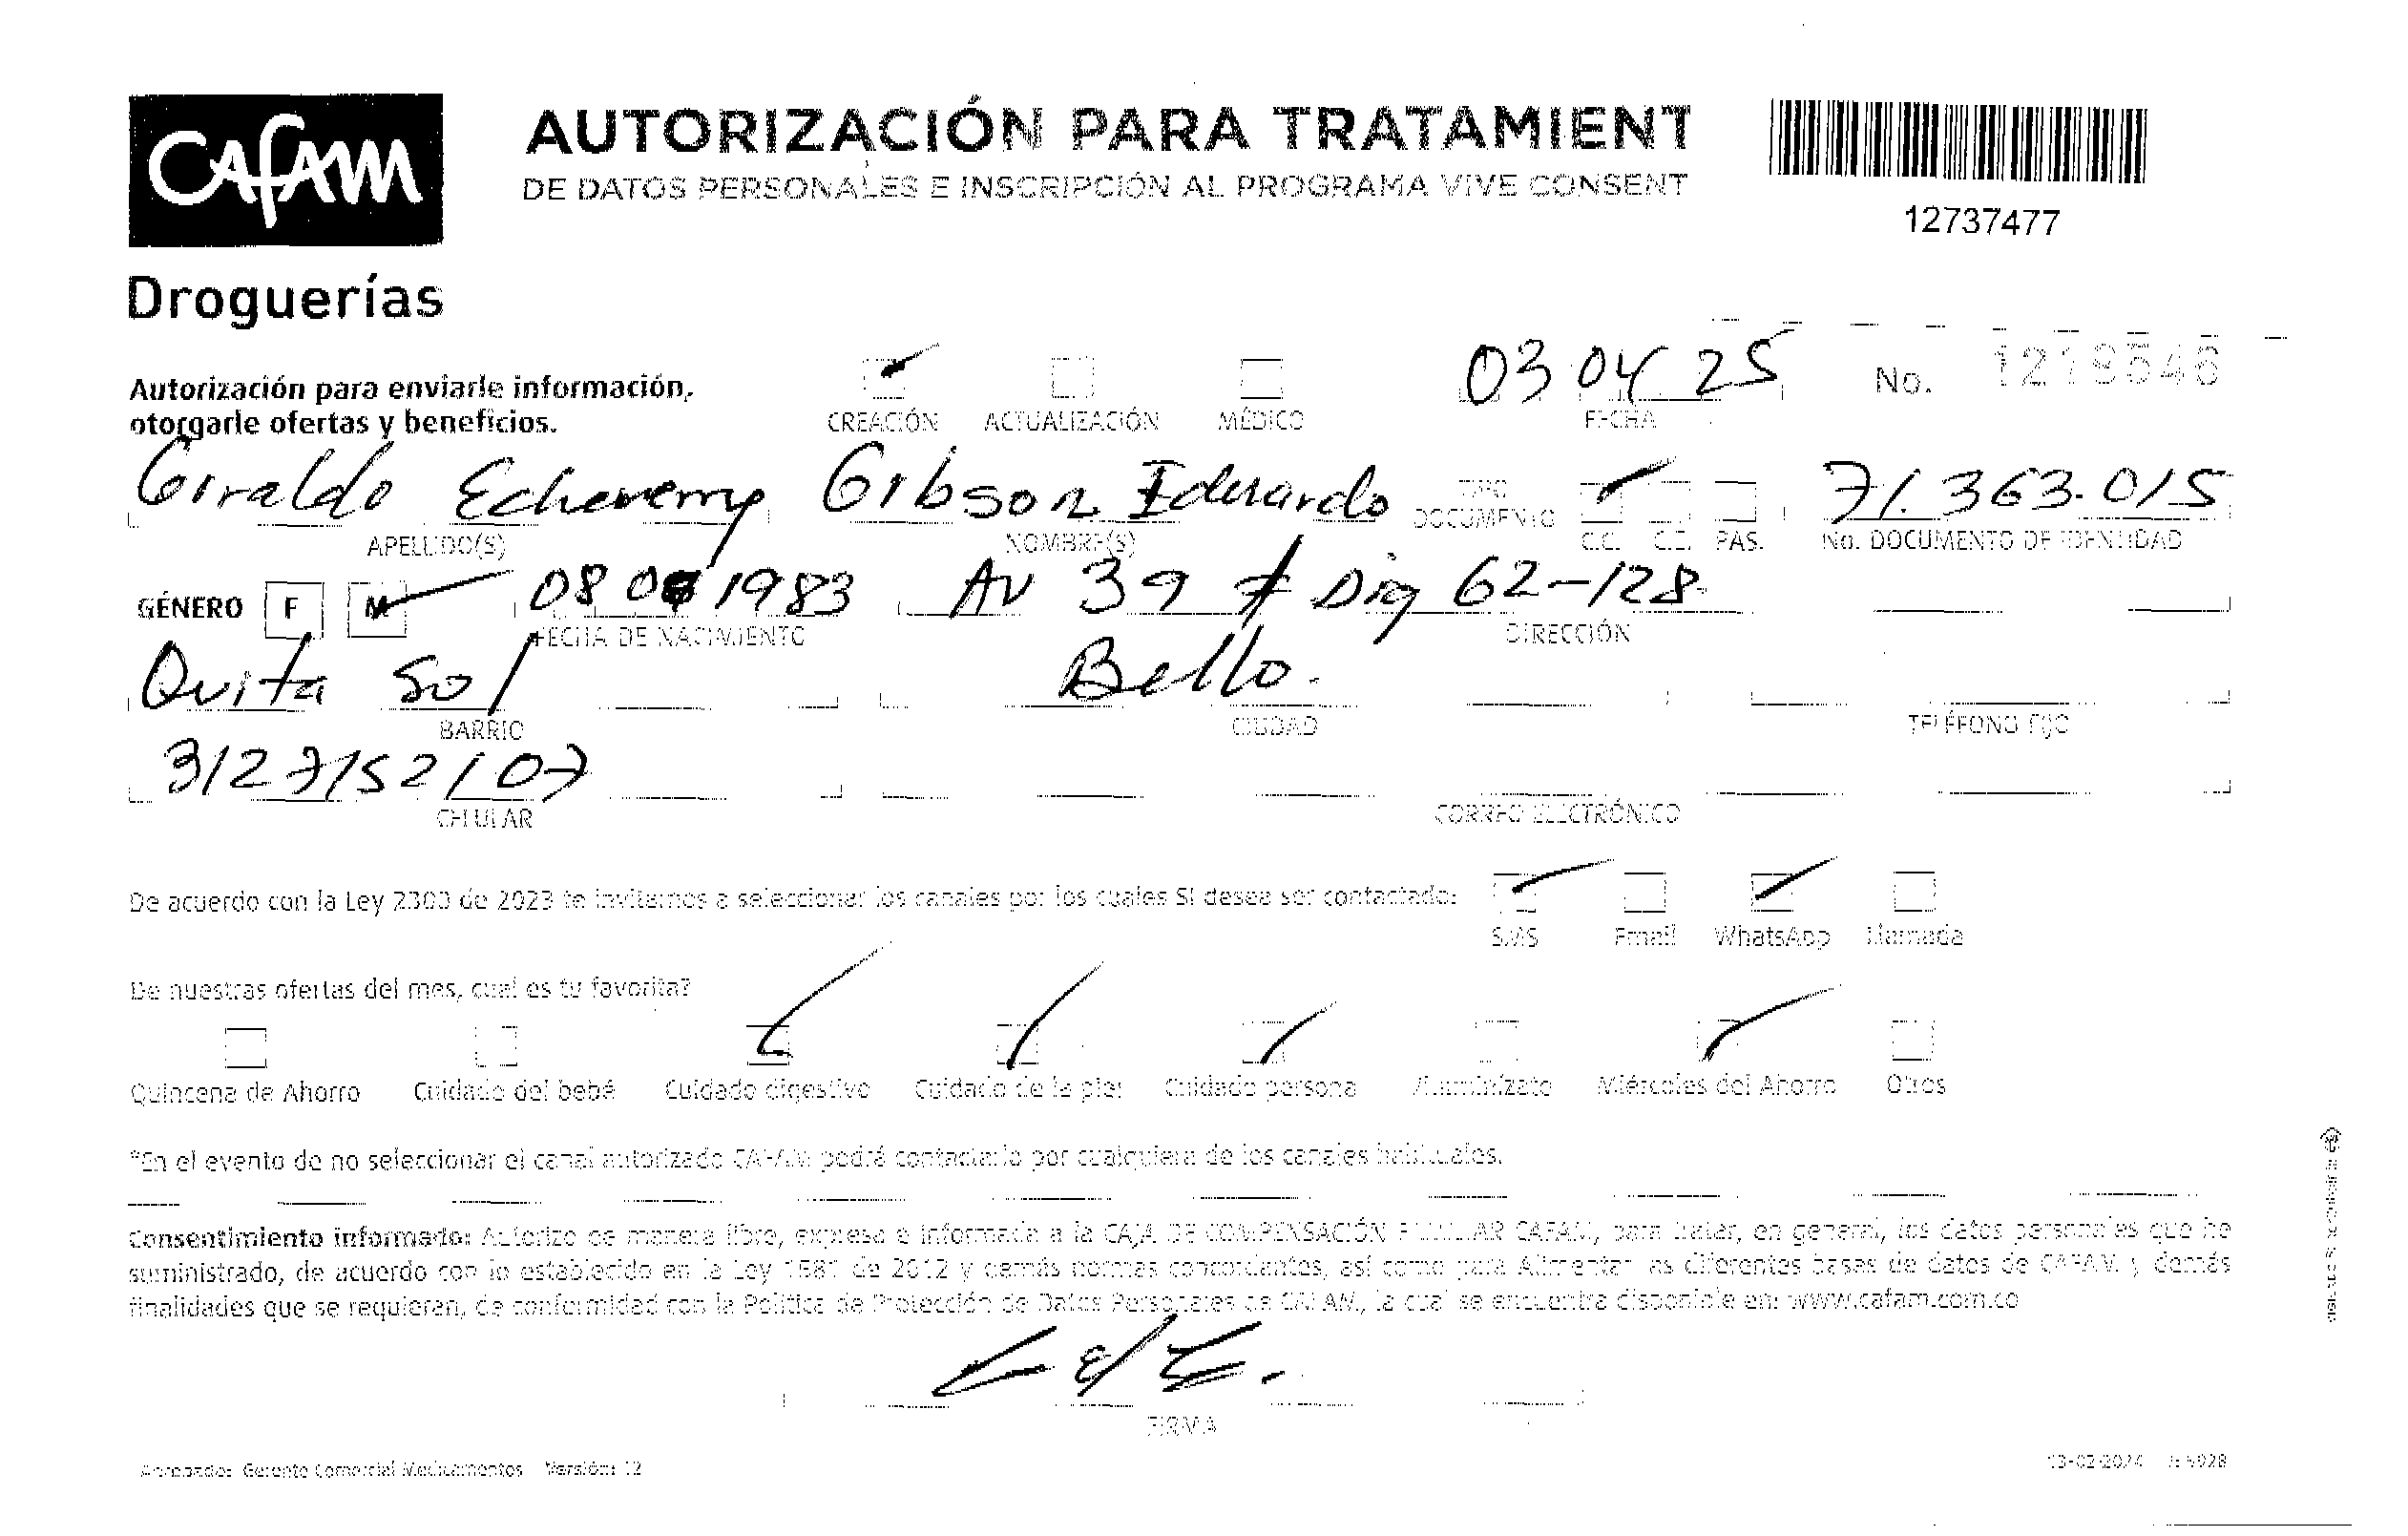 CAFAM
Droguerías
AUTORIZACIÓN PARA TRATAMIENT
DE DATOS PERSONALES E INSCRIPCIÓN AL PROGRAMA VIVE CONSENT
12737477
Autorización para enviarle información,
otorgarle ofertas y beneficios.
CREACIÓN ACTUALIZACIÓN MÉDICO
03 04 25
FECHA
No.
Giraldo Echeverry Gibson Ederardo
71.363.015
APELLIDO(S) NOMBRE(S) TIPO DOCUMENTO C.C. C.E. PAS. No. DOCUMENTO DE IDENTIDAD
GÉNERO F M 08 1983 Av 39 # Dig 62-128
FECHA DE NACIMIENTO DIRECCIÓN
Quita Sol Bello.
BARRIO CIUDAD TELÉFONO FIJO
3127152107
CELULAR CORREO ELECTRÓNICO
De acuerdo con la Ley 2300 de 2023 te invitamos a seleccionar los canales por los cuales SI desea ser contactado:
SMS Email WhatsApp Llamada
De nuestras ofertas del mes, cual es tu favorita?
Quincena de Ahorro Cuidado del bebé Cuidado digestivo Cuidado de la piel Cuidado persona Miércoles del Ahorro Otros
*En el evento de no seleccionar el canal autorizado CAFAM podrá contactarlo por cualquiera de los canales habituales.
Consentimiento informado: Autorizo de manera libre, expresa e informada a la CAJA DE COMPENSACIÓN FAMILIAR CAFAM, para tratar, en general, los datos personales que he
suministrado, de acuerdo con lo establecido en la Ley 1581 de 2012 y demás normas concordantes, así como para Alimentar las diferentes bases de datos de CAFAM y demás
finalidades que se requieran, de conformidad con la Política de Protección de Datos Personales de CAFAM, la cual se encuentra disponible en: www.cafam.com.co
FIRMA
Aprobado: Gerente Comercial Medicamentos Versión: 12
13-02-2024